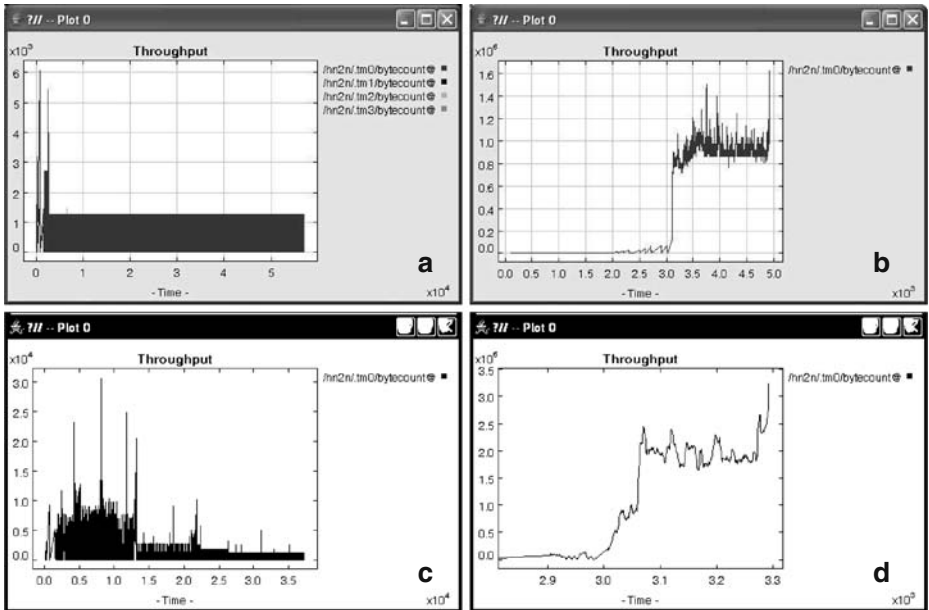 ?// -- Plot 0
Throughput
x10³
/hn2n/.tm0/bytecount@
/hn2n/.tm1/bytecount@
/hn2n/.tm2/bytecount@
/hn2n/.tm3/bytecount@
6
5
4
3
2
1
0
0 1 2 3 4 5
- Time -
x10⁴
a
?// -- Plot 0
Throughput
x10⁶
/hn2n/.tm0/bytecount@
1.6
1.4
1.2
1.0
0.8
0.6
0.4
0.2
0.0
0.0 0.5 1.0 1.5 2.0 2.5 3.0 3.5 4.0 4.5 5.0
- Time -
x10³
b
?// -- Plot 0
Throughput
x10⁴
/hn2n/.tm0/bytecount@
3.0
2.5
2.0
1.5
1.0
0.5
0.0
0.0 0.5 1.0 1.5 2.0 2.5 3.0 3.5
- Time -
x10⁴
c
?// -- Plot 0
Throughput
x10⁶
/hn2n/.tm0/bytecount@
3.5
3.0
2.5
2.0
1.5
1.0
0.5
0.0
2.9 3.0 3.1 3.2 3.3
- Time -
x10³
d